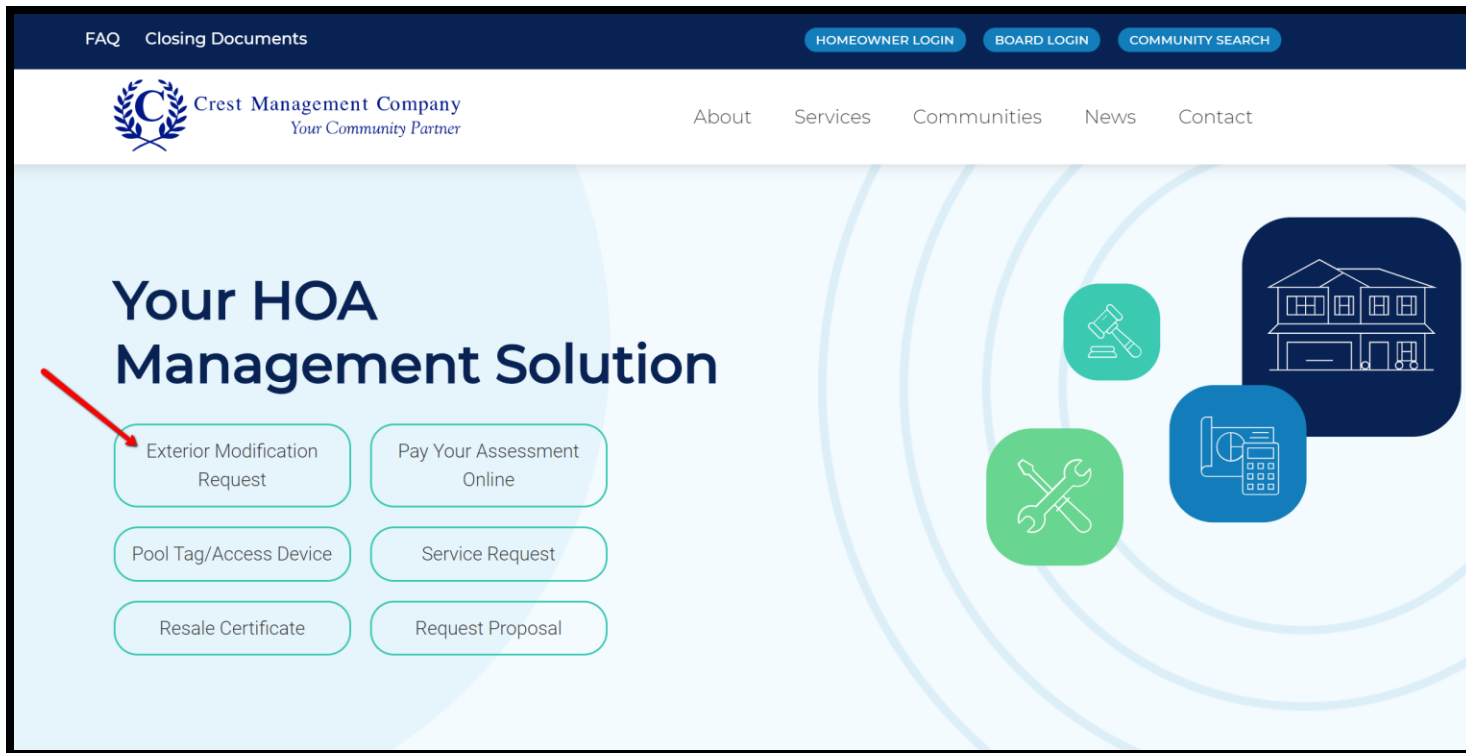 FAQ Closing Documents HOMEOWNER LOGIN BOARD LOGIN COMMUNITY SEARCH
C
Crest Management Company
Your Community Partner
About Services Communities News Contact
Your HOA
Management Solution
Exterior Modification
Request
Pay Your Assessment
Online
Pool Tag/Access Device
Service Request
Resale Certificate
Request Proposal